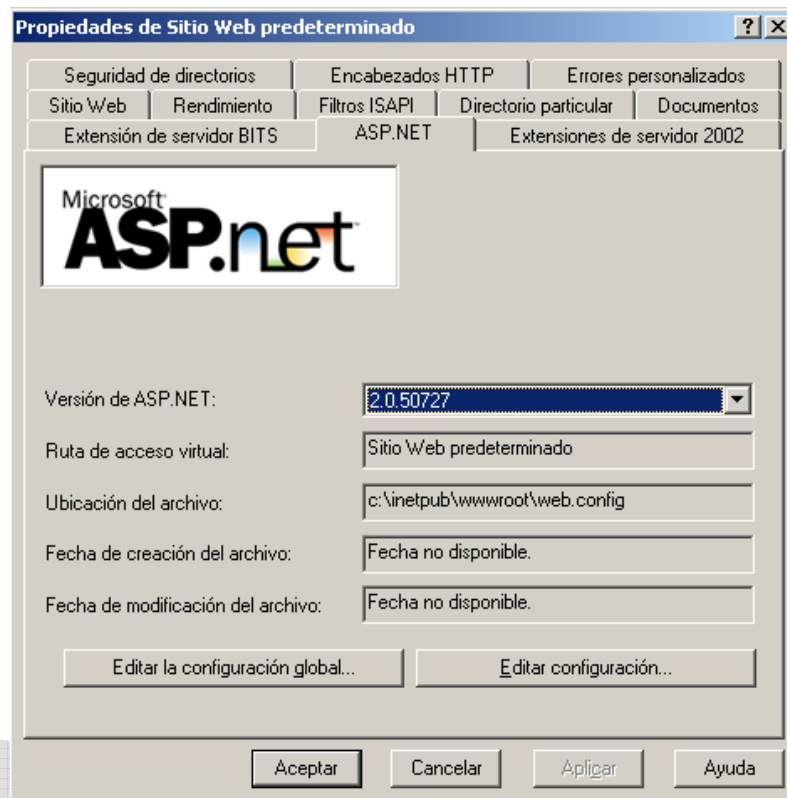 Propiedades de Sitio Web predeterminado
Seguridad de directorios Encabezados HTTP Errores personalizados
Sitio Web Rendimiento Filtros ISAPI Directorio particular Documentos
Extensión de servidor BITS ASP.NET Extensiones de servidor 2002
Microsoft
ASP.net
Versión de ASP.NET: 2.0.50727
Ruta de acceso virtual: Sitio Web predeterminado
Ubicación del archivo: c:\inetpub\wwwroot\web.config
Fecha de creación del archivo: Fecha no disponible.
Fecha de modificación del archivo: Fecha no disponible.
Editar la configuración global... Editar configuración...
Aceptar Cancelar Aplicar Ayuda